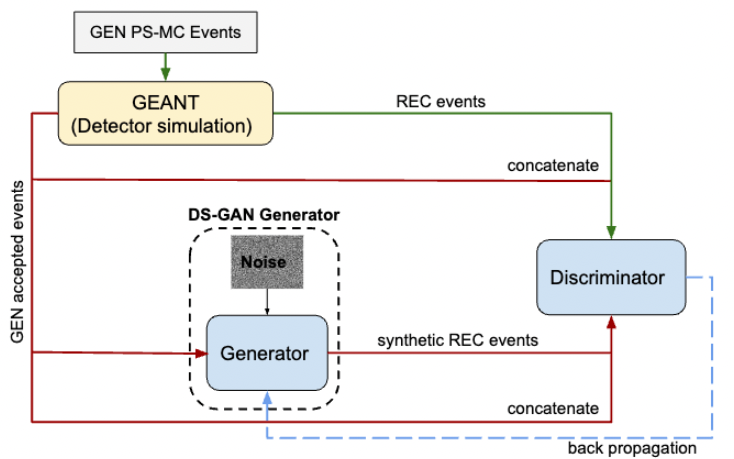 GEN PS-MC Events
GEANT
(Detector simulation)
REC events
concatenate
GEN accepted events
DS-GAN Generator
Noise
Discriminator
Generator
synthetic REC events
concatenate
back propagation